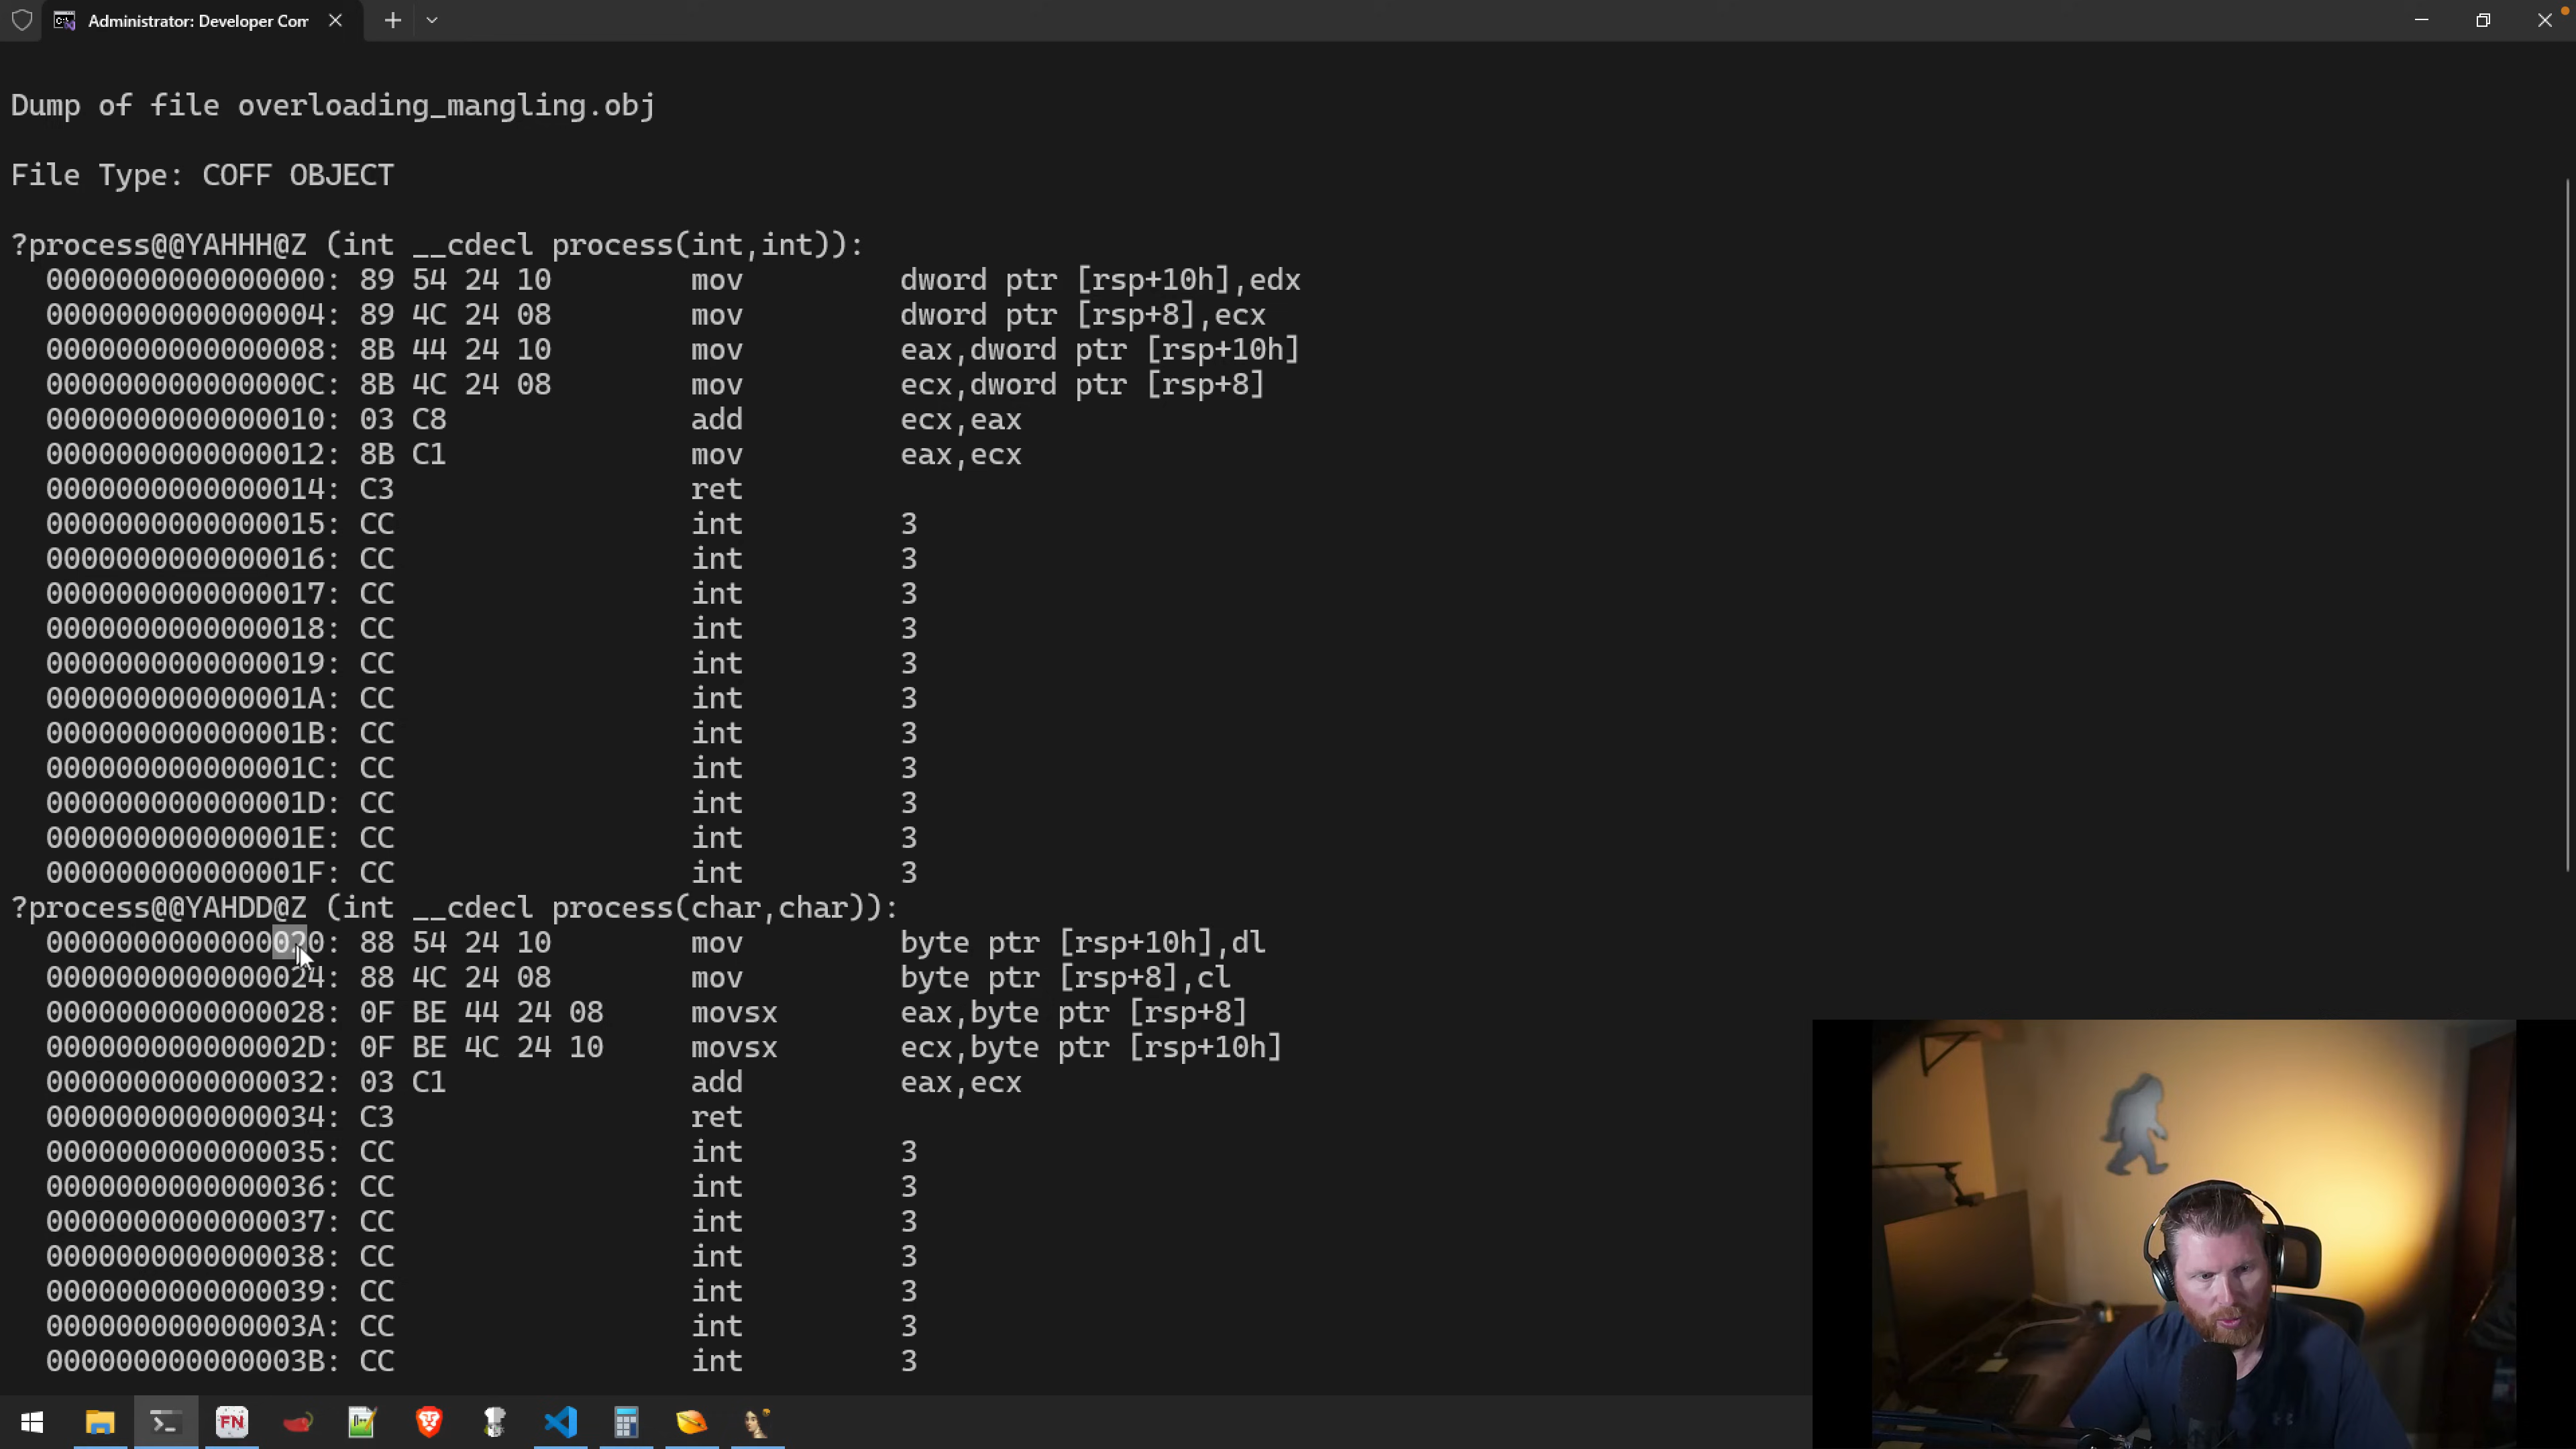 Administrator: Developer Com
Dump of file overloading_mangling.obj
File Type: COFF OBJECT
?process@@YAHHH@Z (int __cdecl process(int,int)):
0000000000000000: 89 54 24 10 mov dword ptr [rsp+10h],edx
0000000000000004: 89 4C 24 08 mov dword ptr [rsp+8],ecx
0000000000000008: 8B 44 24 10 mov eax,dword ptr [rsp+10h]
000000000000000C: 8B 4C 24 08 mov ecx,dword ptr [rsp+8]
0000000000000010: 03 C8 add ecx,eax
0000000000000012: 8B C1 mov eax,ecx
0000000000000014: C3 ret
0000000000000015: CC int 3
0000000000000016: CC int 3
0000000000000017: CC int 3
0000000000000018: CC int 3
0000000000000019: CC int 3
000000000000001A: CC int 3
000000000000001B: CC int 3
000000000000001C: CC int 3
000000000000001D: CC int 3
000000000000001E: CC int 3
000000000000001F: CC int 3
?process@@YAHDD@Z (int __cdecl process(char,char)):
0000000000000020: 88 54 24 10 mov byte ptr [rsp+10h],dl
0000000000000024: 88 4C 24 08 mov byte ptr [rsp+8],cl
0000000000000028: 0F BE 44 24 08 movsx eax,byte ptr [rsp+8]
000000000000002D: 0F BE 4C 24 10 movsx ecx,byte ptr [rsp+10h]
0000000000000032: 03 C1 add eax,ecx
0000000000000034: C3 ret
0000000000000035: CC int 3
0000000000000036: CC int 3
0000000000000037: CC int 3
0000000000000038: CC int 3
0000000000000039: CC int 3
000000000000003A: CC int 3
000000000000003B: CC int 3
FN